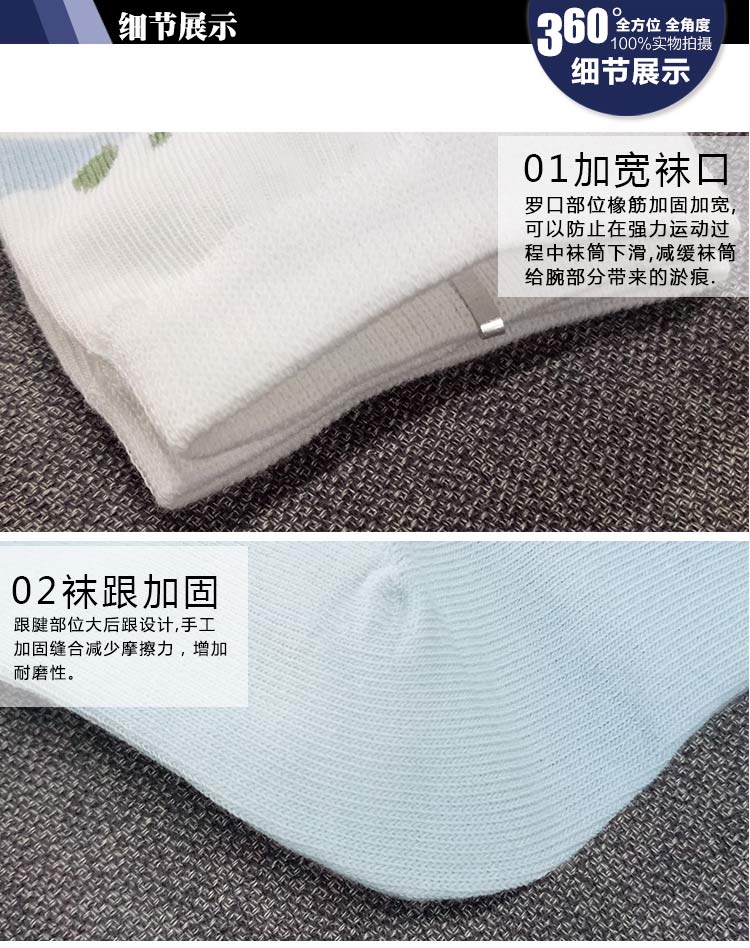 细节展示
360°全方位 全角度
100%实物拍摄
细节展示
01加宽袜口
罗口部位橡筋加固加宽,
可以防止在强力运动过
程中袜筒下滑,减缓袜筒
给腕部分带来的淤痕.
02袜跟加固
跟腱部位大后跟设计,手工
加固缝合减少摩擦力，增加
耐磨性。